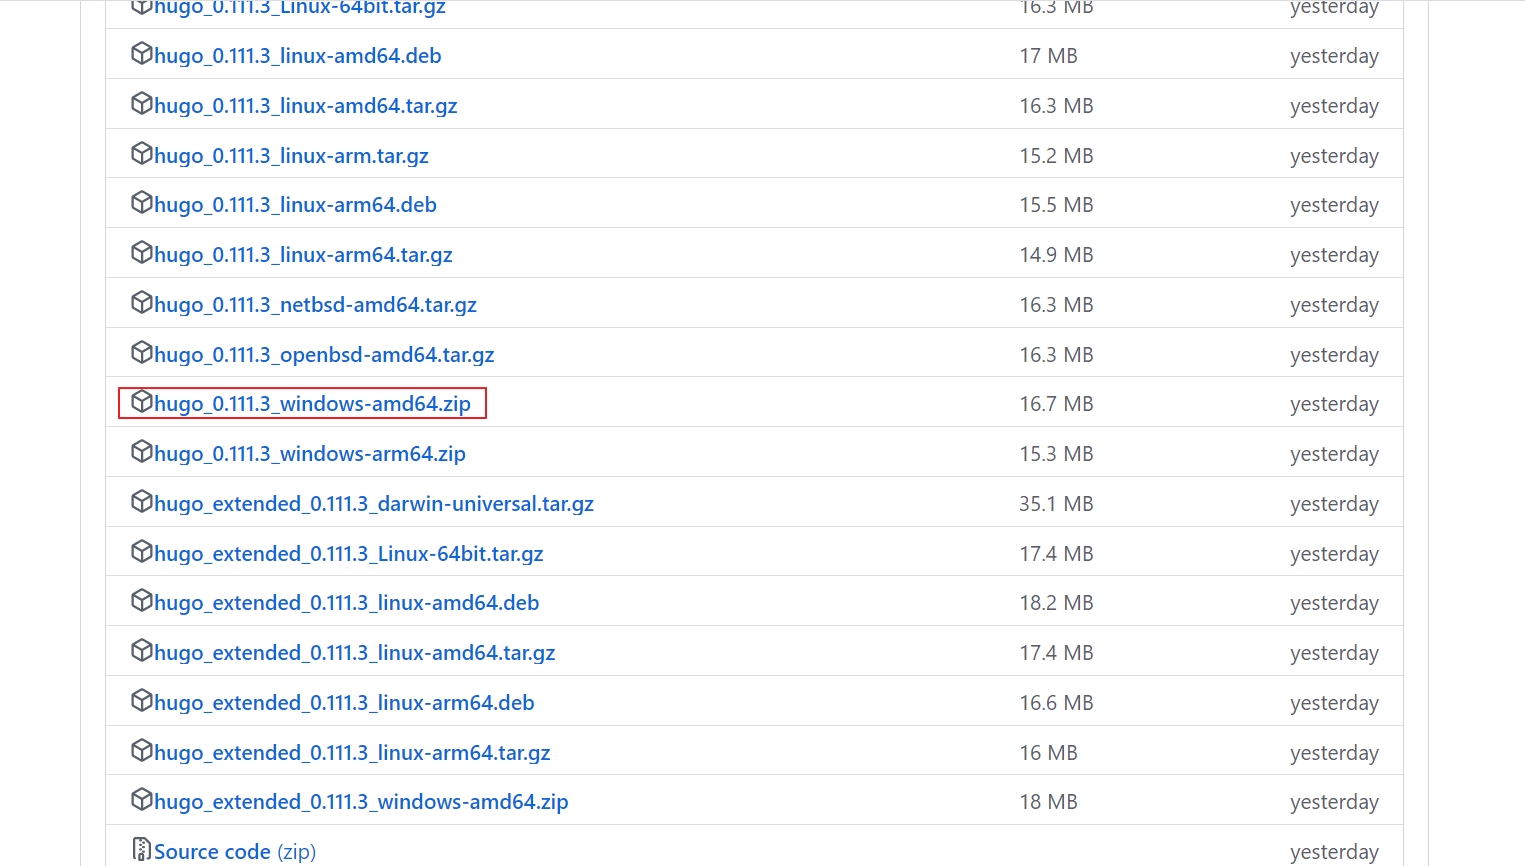 hugo_0.111.3_Linux-64bit.tar.gz 16.3 MB yesterday
hugo_0.111.3_linux-amd64.deb 17 MB yesterday
hugo_0.111.3_linux-amd64.tar.gz 16.3 MB yesterday
hugo_0.111.3_linux-arm.tar.gz 15.2 MB yesterday
hugo_0.111.3_linux-arm64.deb 15.5 MB yesterday
hugo_0.111.3_linux-arm64.tar.gz 14.9 MB yesterday
hugo_0.111.3_netbsd-amd64.tar.gz 16.3 MB yesterday
hugo_0.111.3_openbsd-amd64.tar.gz 16.3 MB yesterday
hugo_0.111.3_windows-amd64.zip 16.7 MB yesterday
hugo_0.111.3_windows-arm64.zip 15.3 MB yesterday
hugo_extended_0.111.3_darwin-universal.tar.gz 35.1 MB yesterday
hugo_extended_0.111.3_Linux-64bit.tar.gz 17.4 MB yesterday
hugo_extended_0.111.3_linux-amd64.deb 18.2 MB yesterday
hugo_extended_0.111.3_linux-amd64.tar.gz 17.4 MB yesterday
hugo_extended_0.111.3_linux-arm64.deb 16.6 MB yesterday
hugo_extended_0.111.3_linux-arm64.tar.gz 16 MB yesterday
hugo_extended_0.111.3_windows-amd64.zip 18 MB yesterday
Source code (zip) yesterday